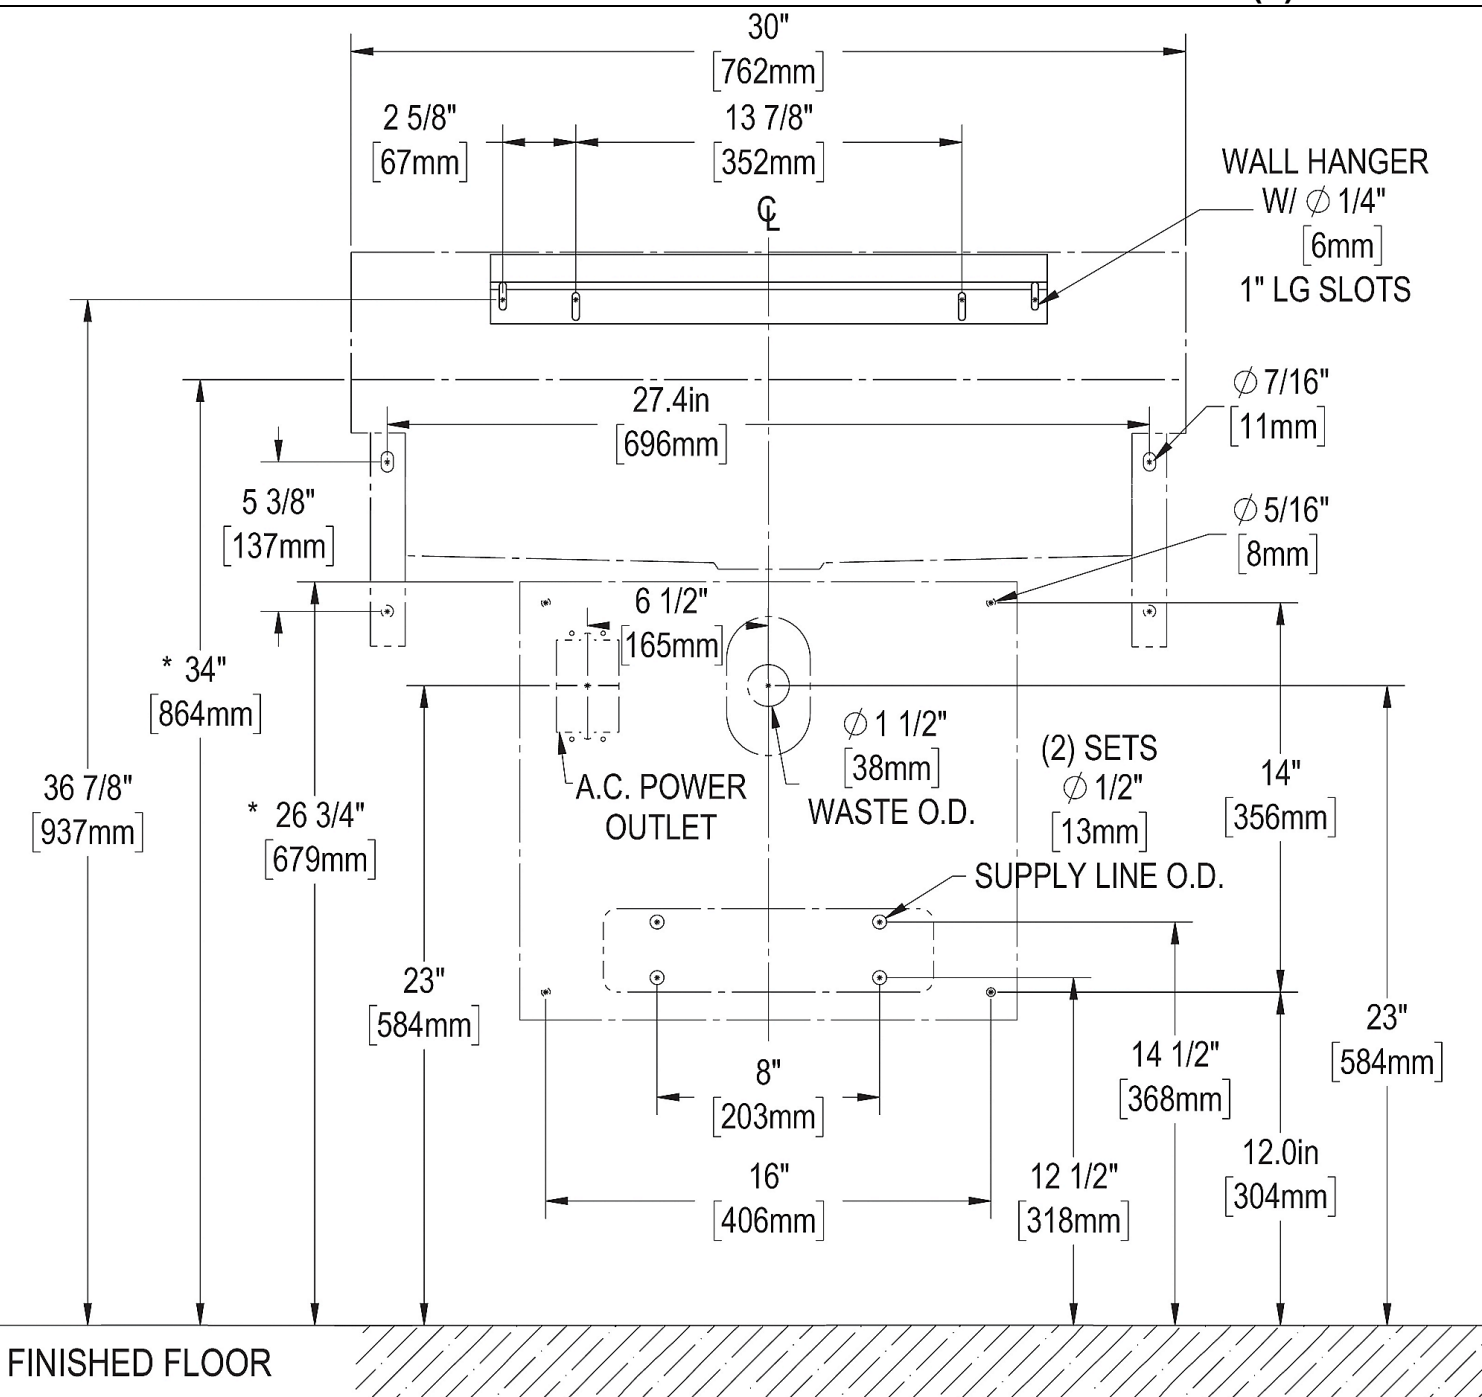 30"
[762mm]
2 5/8"
[67mm]
13 7/8"
[352mm]
℄
WALL HANGER
W/ ∅ 1/4"
[6mm]
1" LG SLOTS
27.4in
[696mm]
∅ 7/16"
[11mm]
5 3/8"
[137mm]
∅ 5/16"
[8mm]
6 1/2"
[165mm]
* 34"
[864mm]
∅ 1 1/2"
[38mm]
WASTE O.D.
A.C. POWER
OUTLET
(2) SETS
∅ 1/2"
[13mm]
SUPPLY LINE O.D.
14"
[356mm]
36 7/8"
[937mm]
* 26 3/4"
[679mm]
23"
[584mm]
23"
[584mm]
8"
[203mm]
14 1/2"
[368mm]
16"
[406mm]
12 1/2"
[318mm]
12.0in
[304mm]
FINISHED FLOOR